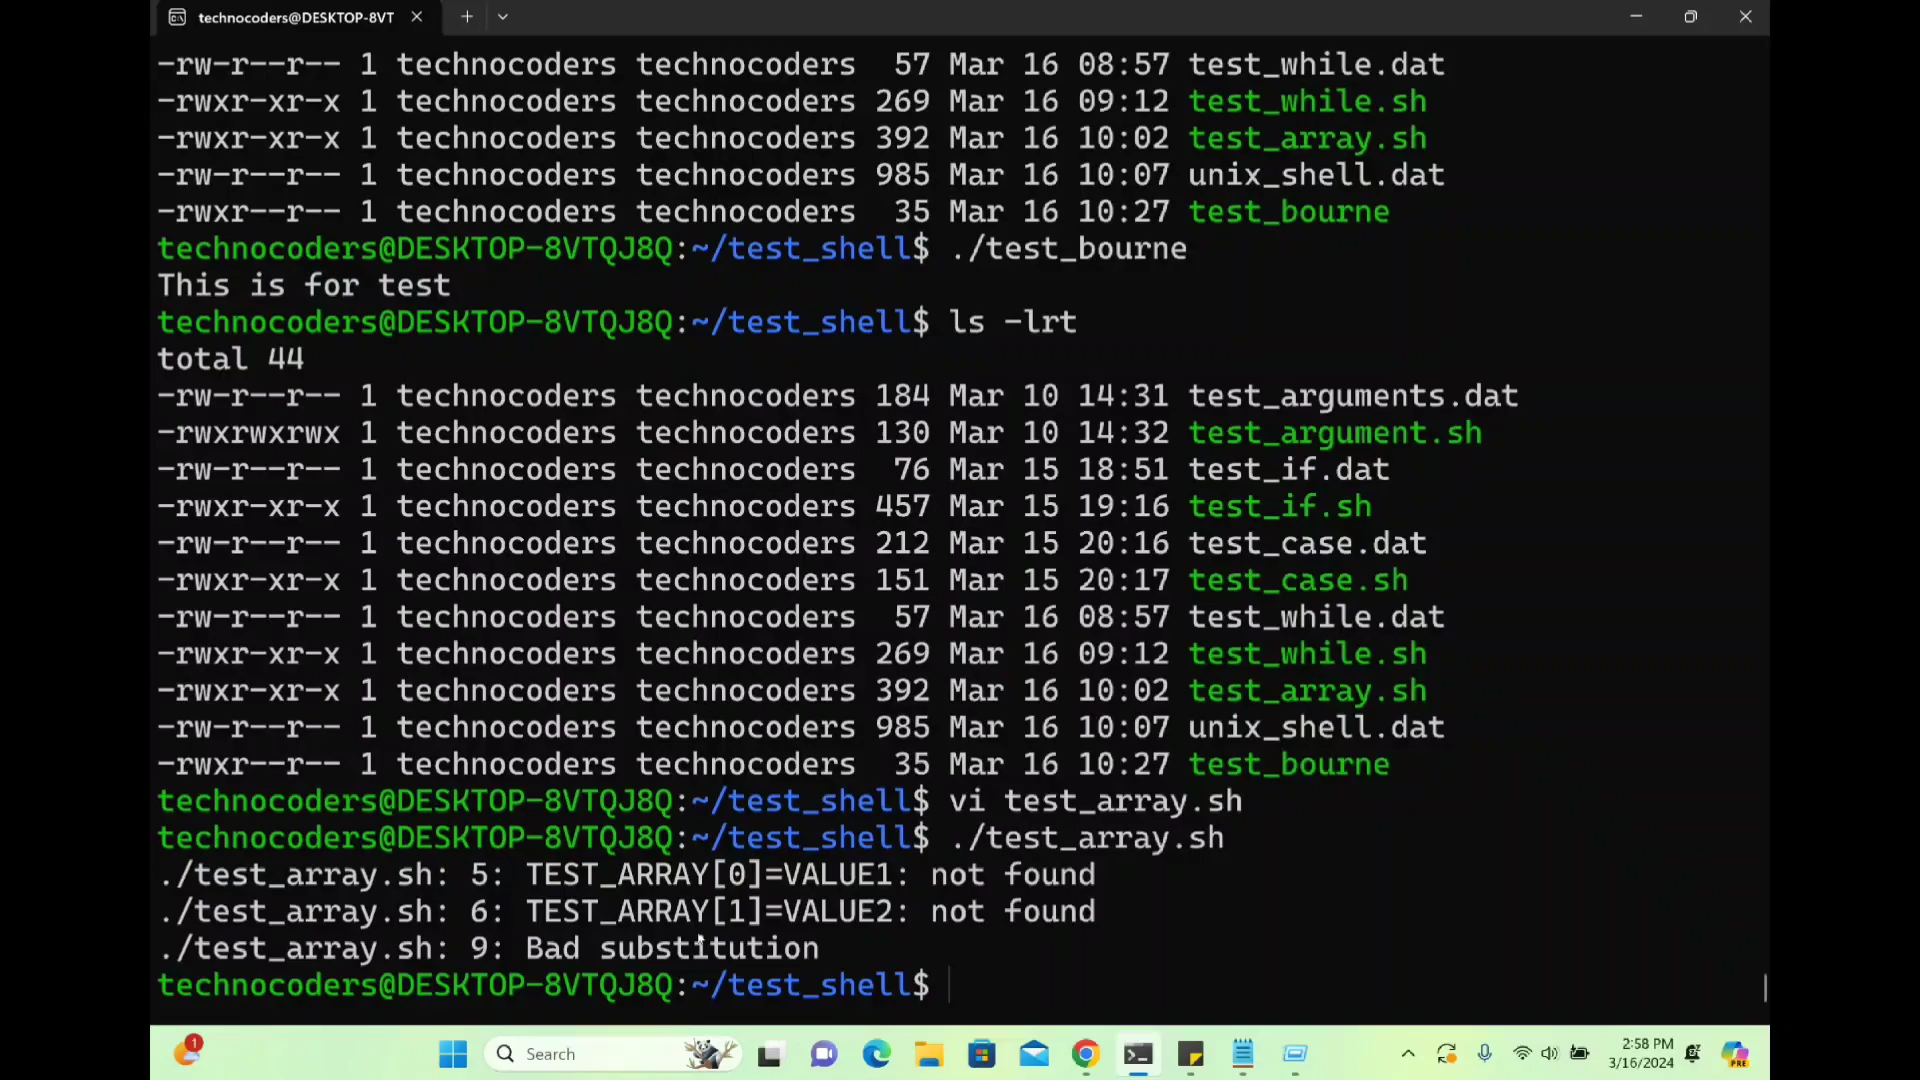 technocoders@DESKTOP-8VT
-rw-r--r-- 1 technocoders technocoders  57 Mar 16 08:57 test_while.dat
-rwxr-xr-x 1 technocoders technocoders 269 Mar 16 09:12 test_while.sh
-rwxr-xr-x 1 technocoders technocoders 392 Mar 16 10:02 test_array.sh
-rw-r--r-- 1 technocoders technocoders 985 Mar 16 10:07 unix_shell.dat
-rwxr--r-- 1 technocoders technocoders  35 Mar 16 10:27 test_bourne
technocoders@DESKTOP-8VTQJ8Q:~/test_shell$ ./test_bourne
This is for test
technocoders@DESKTOP-8VTQJ8Q:~/test_shell$ ls -lrt
total 44
-rw-r--r-- 1 technocoders technocoders 184 Mar 10 14:31 test_arguments.dat
-rwxrwxrwx 1 technocoders technocoders 130 Mar 10 14:32 test_argument.sh
-rw-r--r-- 1 technocoders technocoders  76 Mar 15 18:51 test_if.dat
-rwxr-xr-x 1 technocoders technocoders 457 Mar 15 19:16 test_if.sh
-rw-r--r-- 1 technocoders technocoders 212 Mar 15 20:16 test_case.dat
-rwxr-xr-x 1 technocoders technocoders 151 Mar 15 20:17 test_case.sh
-rw-r--r-- 1 technocoders technocoders  57 Mar 16 08:57 test_while.dat
-rwxr-xr-x 1 technocoders technocoders 269 Mar 16 09:12 test_while.sh
-rwxr-xr-x 1 technocoders technocoders 392 Mar 16 10:02 test_array.sh
-rw-r--r-- 1 technocoders technocoders 985 Mar 16 10:07 unix_shell.dat
-rwxr--r-- 1 technocoders technocoders  35 Mar 16 10:27 test_bourne
technocoders@DESKTOP-8VTQJ8Q:~/test_shell$ vi test_array.sh
technocoders@DESKTOP-8VTQJ8Q:~/test_shell$ ./test_array.sh
./test_array.sh: 5: TEST_ARRAY[0]=VALUE1: not found
./test_array.sh: 6: TEST_ARRAY[1]=VALUE2: not found
./test_array.sh: 9: Bad substitution
technocoders@DESKTOP-8VTQJ8Q:~/test_shell$
1
Search
2:58 PM
3/16/2024
PRE